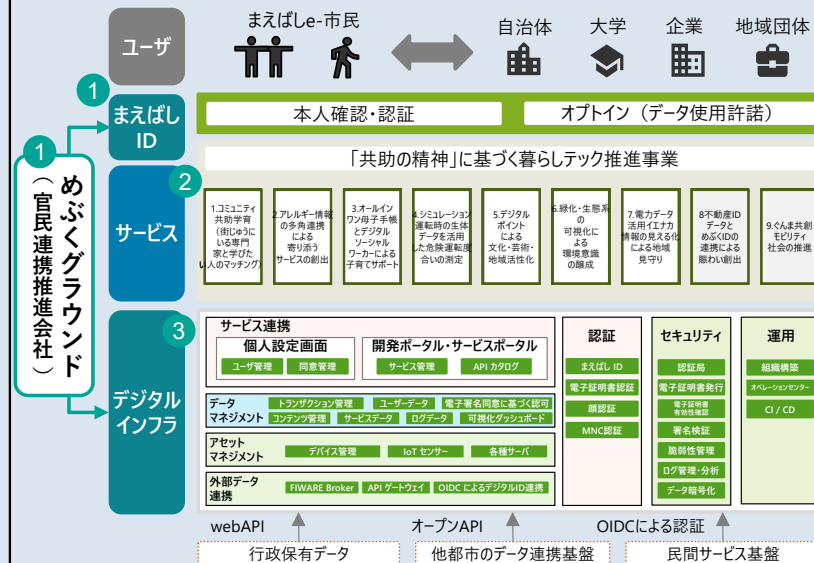 ユーザ
まえばしe-市民
自治体
大学
企業
地域団体
1
まえばし
ID
本人確認・認証
オプトイン（データ使用許諾）
1
めぶくグラウンド
（官民連携推進会社）
2
サービス
「共助の精神」に基づく暮らしテック推進事業
1.コミュニティ
共助学育
（街じゅうに
いる専門
家と学びた
い人のマッチング)
2.アレルギー情報
の多角連携
による
寄り添う
サービスの創出
3.オールイン
ワン母子手帳
とデジタル
ソーシャル
ワーカーによる
子育てサポート
4.シミュレーション
運転時の生体
データを活用
した危険運転度
合いの測定
5.デジタル
ポイント
による
文化・芸術・
地域活性化
6.緑化・生態系
の
可視化に
よる
環境意識
の醸成
7.電力データ
活用イエナカ
情報の見える化
による地域
見守り
8不動産ID
データと
めぶくIDの
連携による
賑わい創出
9.ぐんま共創
モビリティ
社会の推進
3
デジタル
インフラ
サービス連携
個人設定画面
ユーザ管理
同意管理
開発ポータル・サービスポータル
サービス管理
API カタログ
データ
マネジメント
トランザクション管理
ユーザーデータ
電子署名同意に基づく認可
コンテンツ管理
サービスデータ
ログデータ
可視化ダッシュボード
アセット
マネジメント
デバイス管理
IoT センサー
各種サーバ
外部データ
連携
FIWARE Broker
API ゲートウェイ
OIDC によるデジタルID連携
認証
まえばし ID
電子証明書認証
顔認証
MNC認証
セキュリティ
認証局
電子証明書発行
電子証明書
有効性確認
署名検証
脆弱性管理
ログ管理・分析
データ暗号化
運用
組織構築
オペレーションセンター
CI / CD
webAPI
オープンAPI
OIDCによる認証
行政保有データ
他都市のデータ連携基盤
民間サービス基盤